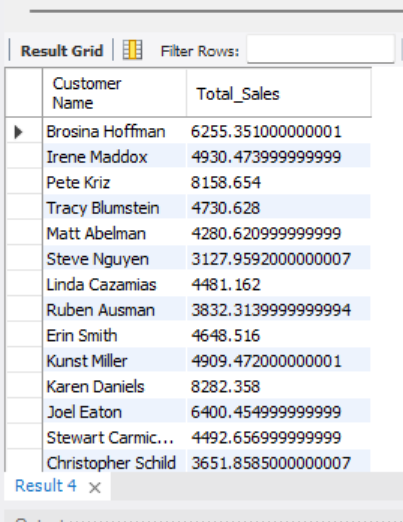 Result Grid Filter Rows:
Customer
Name Total_Sales
Brosina Hoffman 6255.351000000001
Irene Maddox 4930.473999999999
Pete Kriz 8158.654
Tracy Blumstein 4730.628
Matt Abelman 4280.620999999999
Steve Nguyen 3127.9592000000007
Linda Cazamias 4481.162
Ruben Ausman 3832.3139999999994
Erin Smith 4648.516
Kunst Miller 4909.472000000001
Karen Daniels 8282.358
Joel Eaton 6400.454999999999
Stewart Carmic... 4492.656999999999
Christopher Schild 3651.8585000000007
Result 4 ×